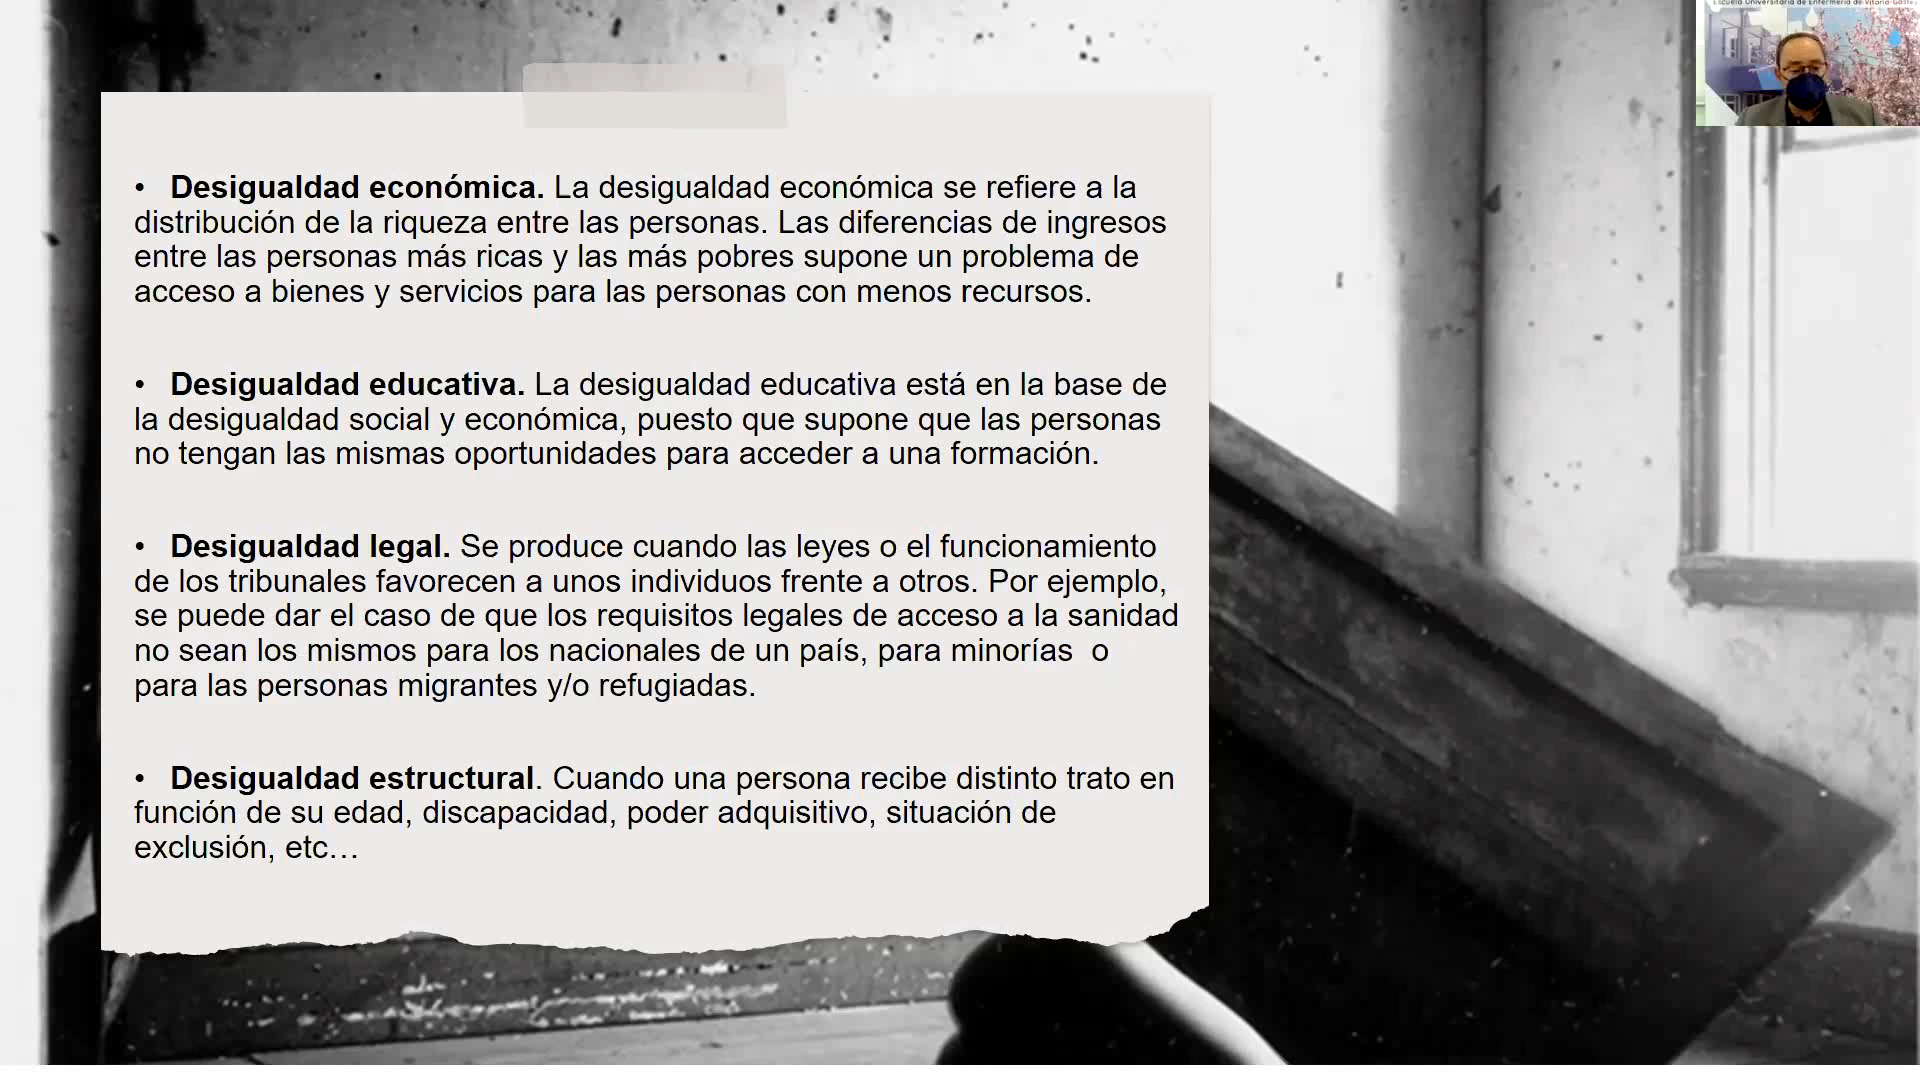 Escuela Universitaria de Enfermería de Vitoria-Gasteiz
• Desigualdad económica. La desigualdad económica se refiere a la
distribución de la riqueza entre las personas. Las diferencias de ingresos
entre las personas más ricas y las más pobres supone un problema de
acceso a bienes y servicios para las personas con menos recursos.
• Desigualdad educativa. La desigualdad educativa está en la base de
la desigualdad social y económica, puesto que supone que las personas
no tengan las mismas oportunidades para acceder a una formación.
• Desigualdad legal. Se produce cuando las leyes o el funcionamiento
de los tribunales favorecen a unos individuos frente a otros. Por ejemplo,
se puede dar el caso de que los requisitos legales de acceso a la sanidad
no sean los mismos para los nacionales de un país, para minorías o
para las personas migrantes y/o refugiadas.
• Desigualdad estructural. Cuando una persona recibe distinto trato en
función de su edad, discapacidad, poder adquisitivo, situación de
exclusión, etc…